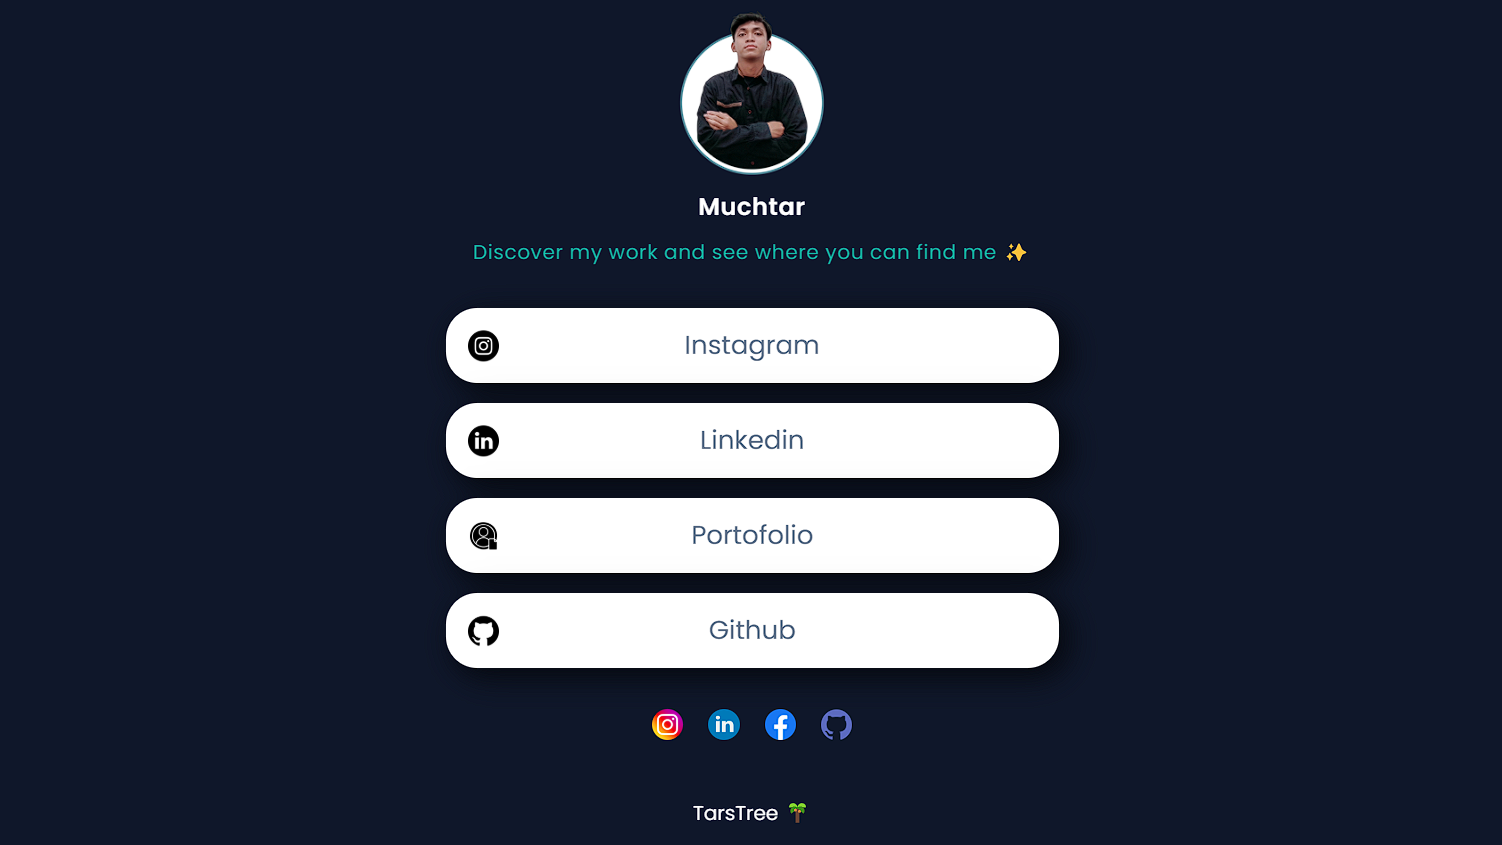 Muchtar
Discover my work and see where you can find me ✨
Instagram
Linkedin
Portofolio
Github
TarsTree 🌴